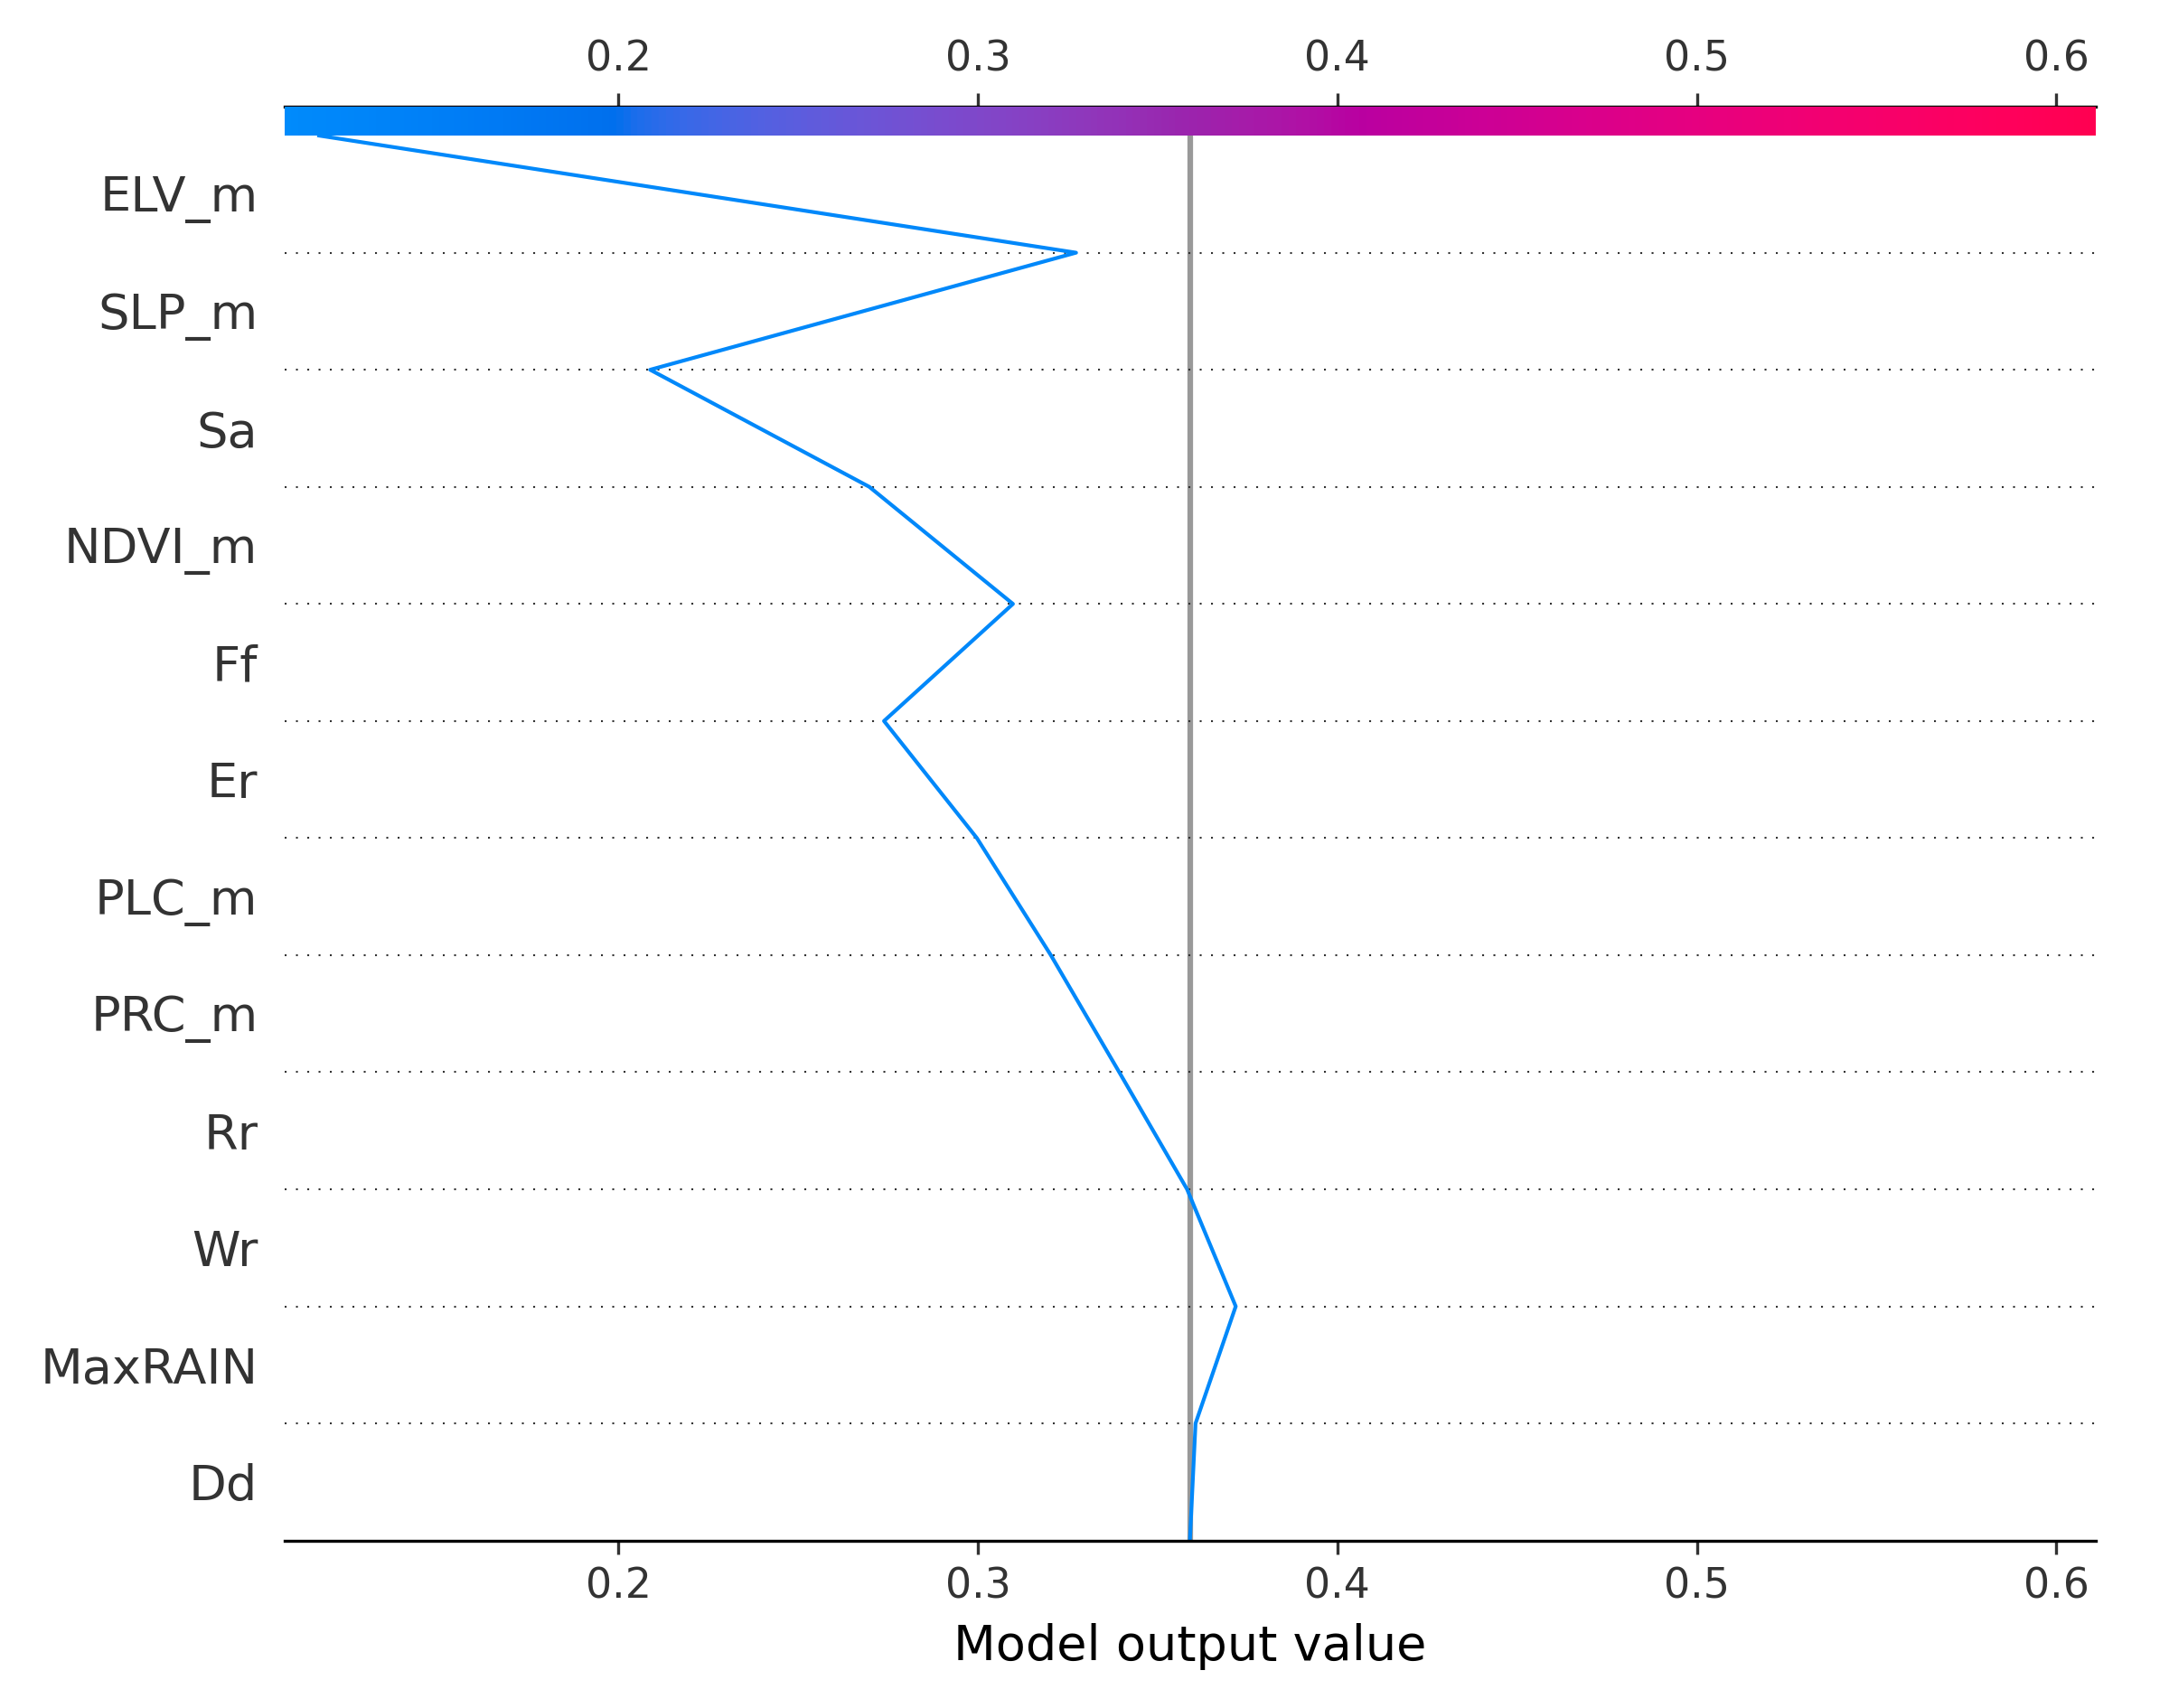 0.2 0.3 0.4 0.5 0.6
ELV_m
SLP_m
Sa
NDVI_m
Ff
Er
PLC_m
PRC_m
Rr
Wr
MaxRAIN
Dd
0.2 0.3 0.4 0.5 0.6
Model output value